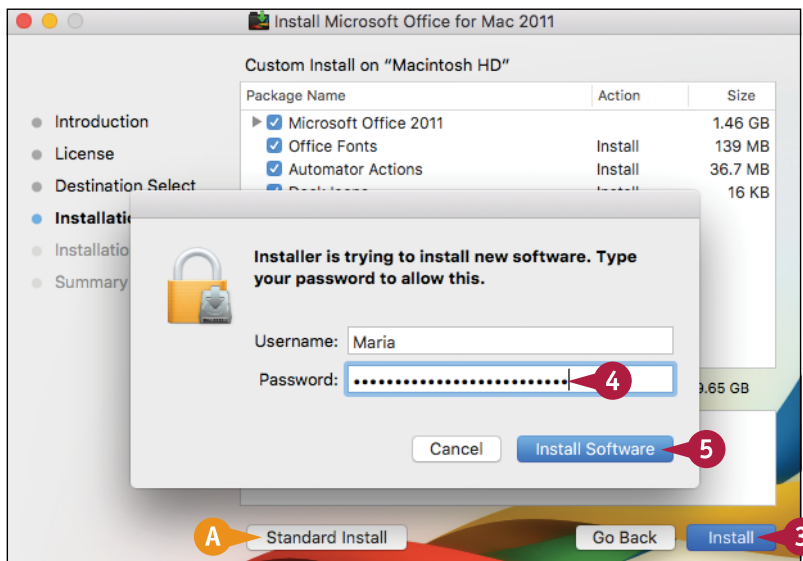 Install Microsoft Office for Mac 2011
Custom Install on “Macintosh HD”
Package Name Action Size
Microsoft Office 2011 1.46 GB
Office Fonts Install 139 MB
Automator Actions Install 36.7 MB
16 KB
Introduction
License
Destination Select
Installatio
Summary
Installer is trying to install new software. Type
your password to allow this.
Username: Maria
Password:
4
9.65 GB
Cancel
Install Software
5
A
Standard Install
Go Back
Install
3